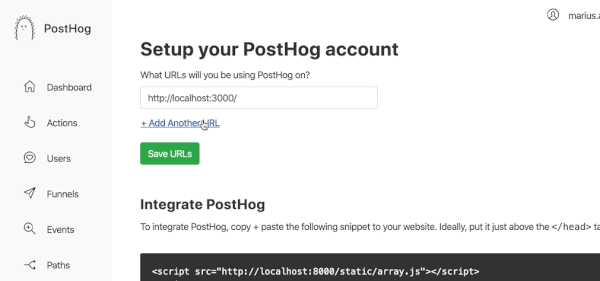 PostHog
marius.a
Setup your PostHog account
What URLs will you be using PostHog on?
http://localhost:3000/
+ Add Another URL
Save URLs
Dashboard
Actions
Users
Funnels
Events
Paths
Integrate PostHog
To integrate PostHog, copy + paste the following snippet to your website. Ideally, put it just above the </head> ta
<script src="http://localhost:8000/static/array.js"></script>